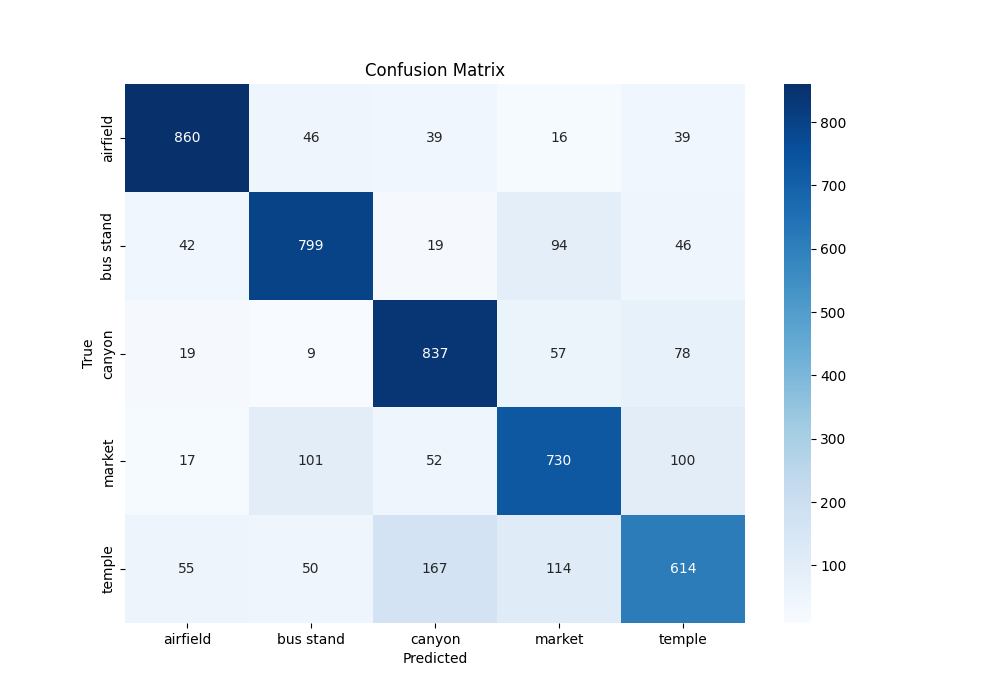 Confusion Matrix
airfield 860 46 39 16 39
bus stand 42 799 19 94 46
canyon 19 9 837 57 78
market 17 101 52 730 100
temple 55 50 167 114 614
True
airfield bus stand canyon market temple
Predicted
800
700
600
500
400
300
200
100